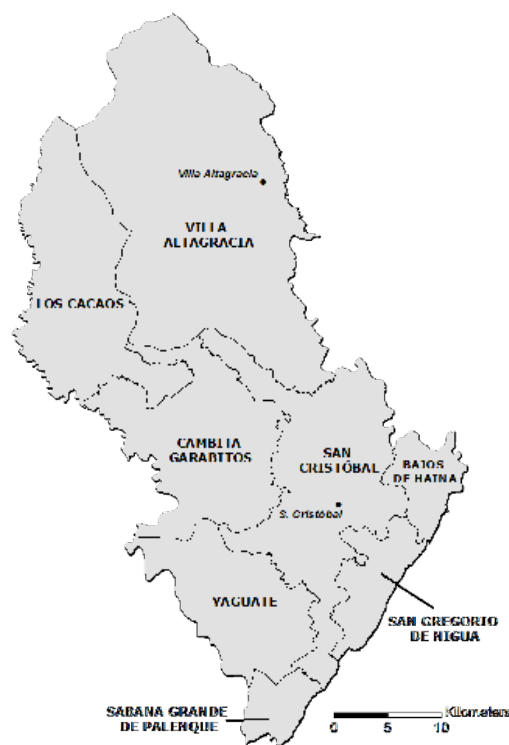 Villa Altagracia
VILLA
ALTAGRACIA
LOS CACAOS
CAMBITA
GARABITOS
SAN
CRISTÓBAL
BAJOS
DE HAINA
S. Cristóbal
YAGUATE
SAN GREGORIO
DE NIGUA
SABANA GRANDE
DE PALENQUE
Kilometers
0 5 10